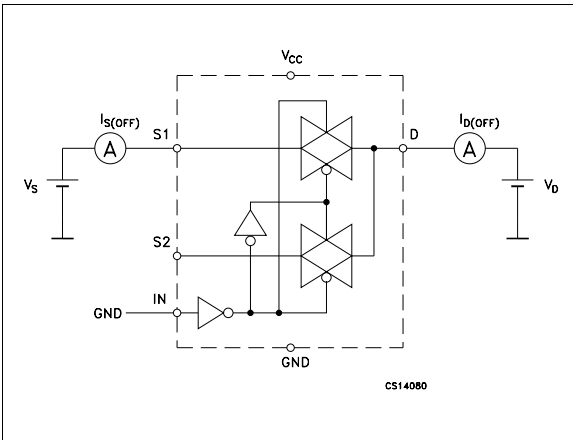 VCC
IS(OFF)
A
S1
D
ID(OFF)
A
VS
VD
S2
IN
GND
GND
CS14080